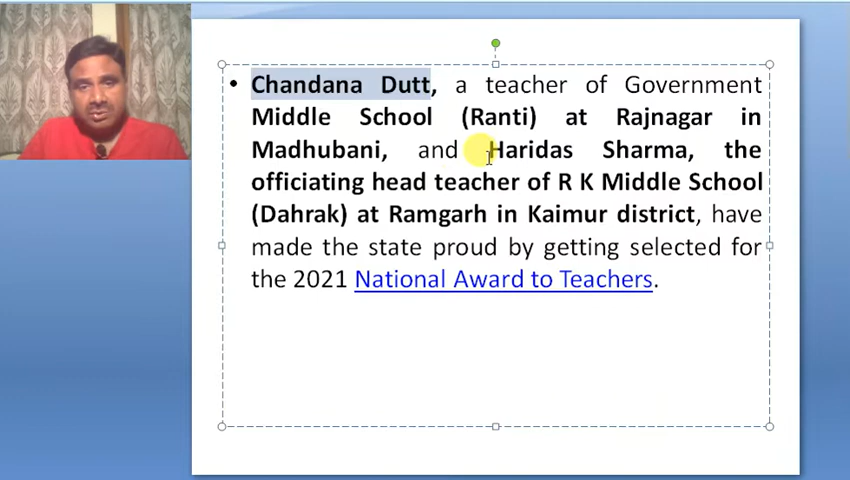 • Chandana Dutt, a teacher of Government
Middle School (Ranti) at Rajnagar in
Madhubani, and Haridas Sharma, the
officiating head teacher of R K Middle School
(Dahrak) at Ramgarh in Kaimur district, have
made the state proud by getting selected for
the 2021 National Award to Teachers.